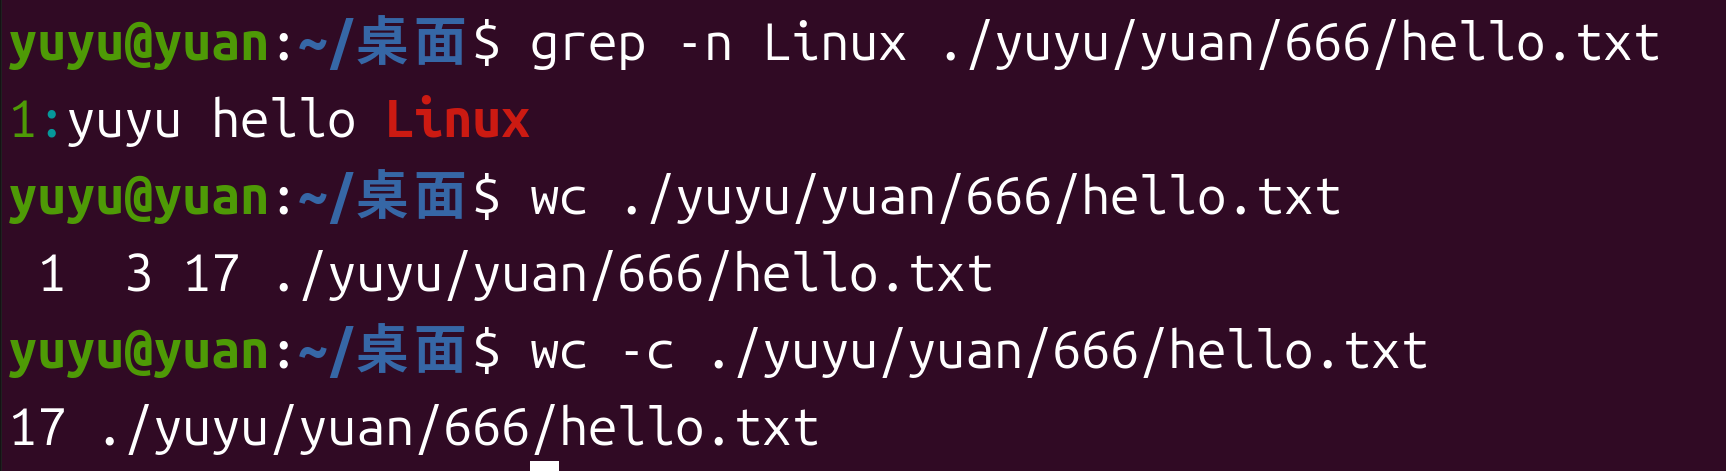 yuyu@yuan:~/桌面$ grep -n Linux ./yuyu/yuan/666/hello.txt
1:yuyu hello Linux
yuyu@yuan:~/桌面$ wc ./yuyu/yuan/666/hello.txt
 1  3 17 ./yuyu/yuan/666/hello.txt
yuyu@yuan:~/桌面$ wc -c ./yuyu/yuan/666/hello.txt
17 ./yuyu/yuan/666/hello.txt